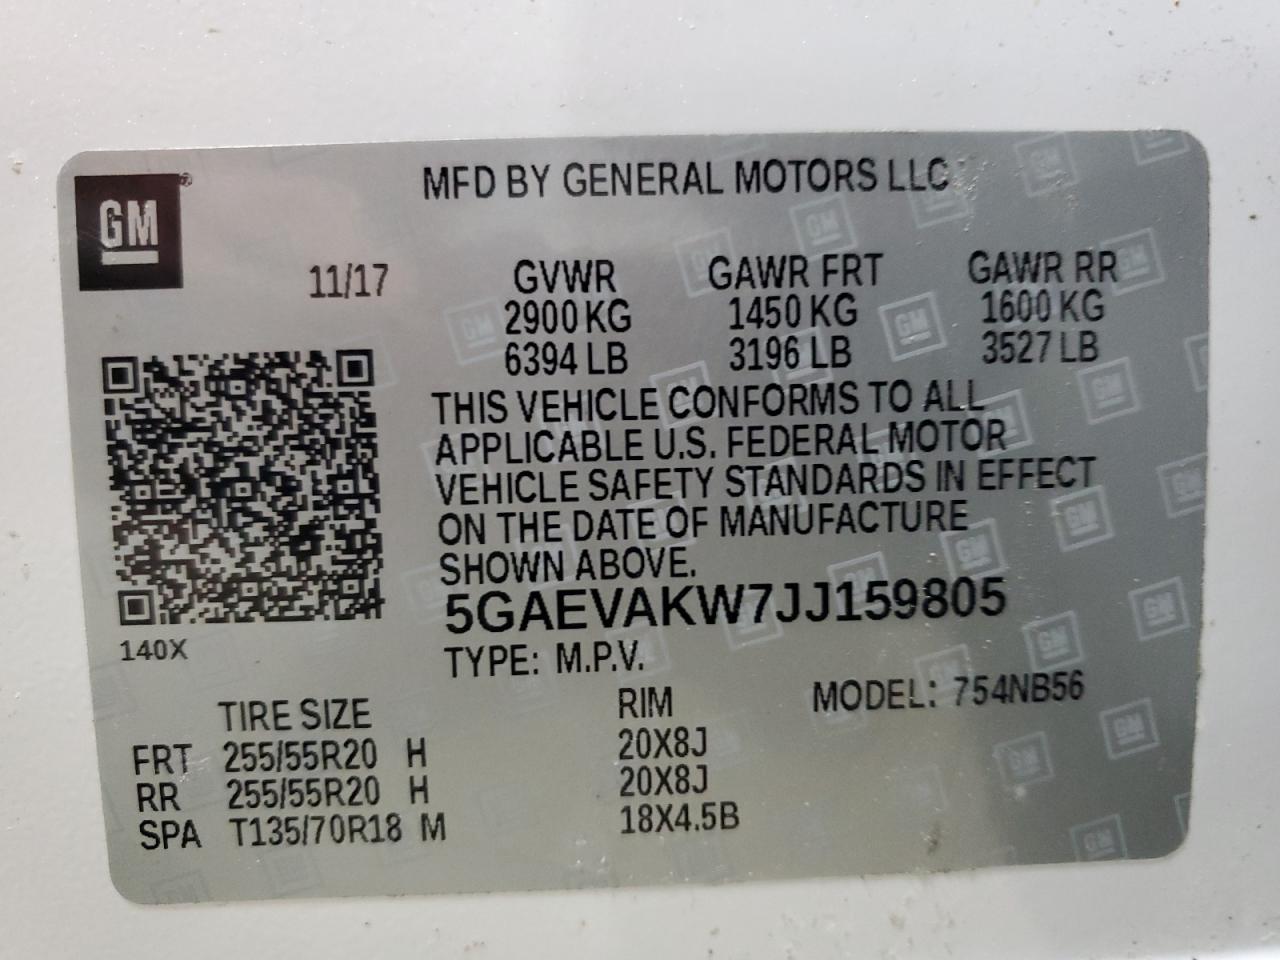 GM
MFD BY GENERAL MOTORS LLC
11/17
GVWR GAWR FRT GAWR RR
2900 KG 1450 KG 1600 KG
6394 LB 3196 LB 3527 LB
THIS VEHICLE CONFORMS TO ALL
APPLICABLE U.S. FEDERAL MOTOR
VEHICLE SAFETY STANDARDS IN EFFECT
ON THE DATE OF MANUFACTURE
SHOWN ABOVE.
5GAEVAKW7JJ159805
140X
TYPE: M.P.V.
TIRE SIZE RIM MODEL: 754NB56
FRT 255/55R20 H 20X8J
RR 255/55R20 H 20X8J
SPA T135/70R18 M 18X4.5B